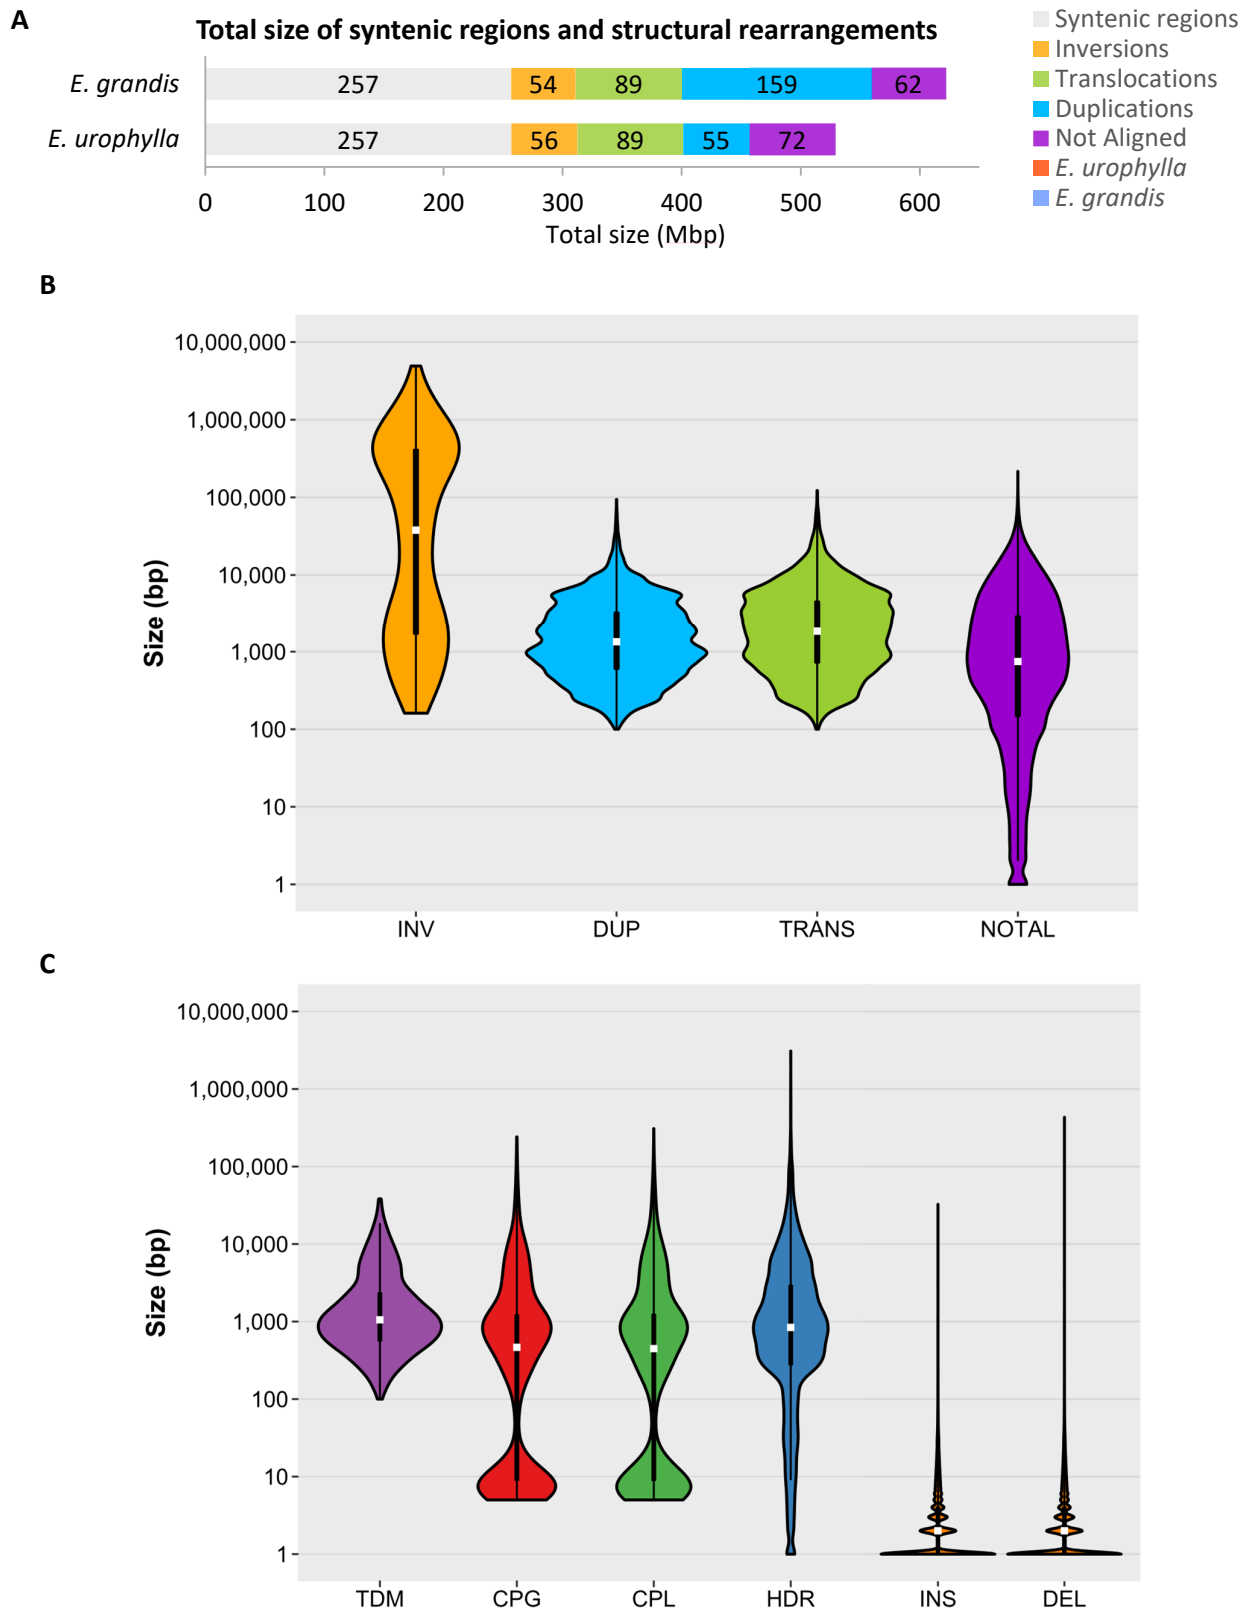 A
Total size of syntenic regions and structural rearrangements
E. grandis
257 54 89 159 62
E. urophylla
257 56 89 55 72
0 100 200 300 400 500 600
Total size (Mbp)
Syntenic regions
Inversions
Translocations
Duplications
Not Aligned
E. urophylla
E. grandis
B
10,000,000
1,000,000
100,000
10,000
1,000
100
10
1
Size (bp)
INV DUP TRANS NOTAL
C
10,000,000
1,000,000
100,000
10,000
1,000
100
10
1
Size (bp)
TDM CPG CPL HDR INS DEL